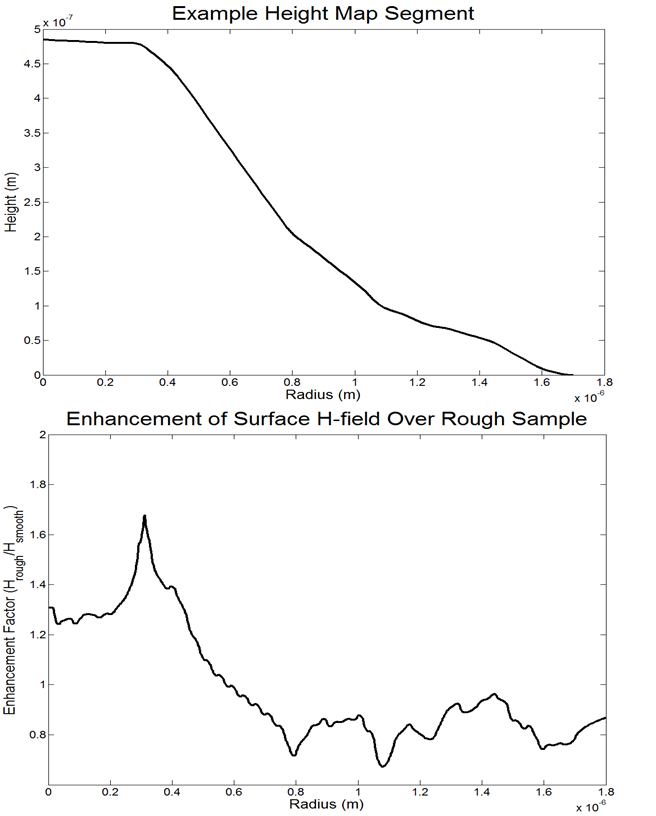 Example Height Map Segment
x 10⁻⁷
5
4.5
4
3.5
3
2.5
2
1.5
1
0.5
0
Height (m)
0 0.2 0.4 0.6 0.8 1 1.2 1.4 1.6 1.8
Radius (m)
x 10⁻⁶
Enhancement of Surface H-field Over Rough Sample
2
1.8
1.6
1.4
1.2
1
0.8
Enhancement Factor (H_rough/H_smooth)
0 0.2 0.4 0.6 0.8 1 1.2 1.4 1.6 1.8
Radius (m)
x 10⁻⁶